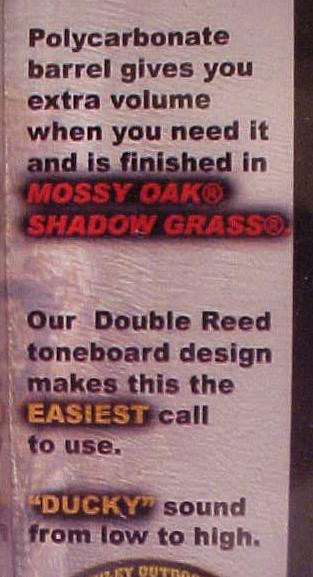 Polycarbonate
barrel gives you
extra volume
when you need it
and is finished in
MOSSY OAK®
SHADOW GRASS®.
Our Double Reed
toneboard design
makes this the
EASIEST call
to use.
"DUCKY" sound
from low to high.